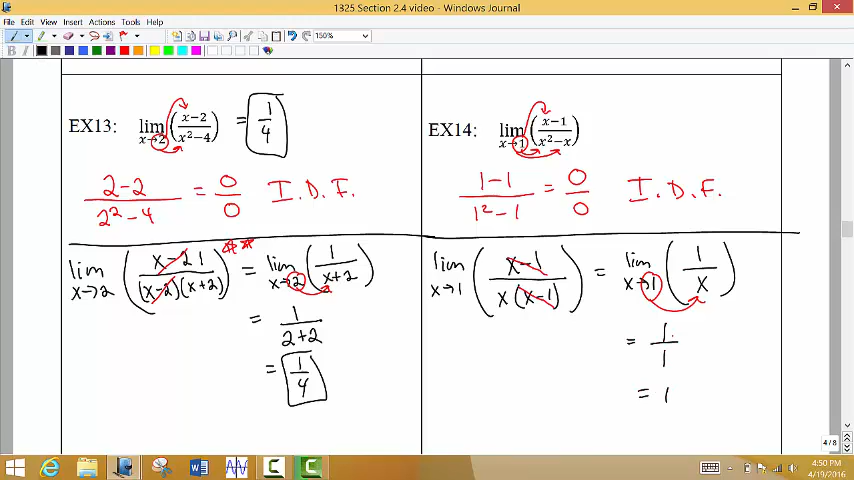 1325 Section 2.4 video - Windows Journal
File Edit View Insert Actions Tools Help
B I 150%
EX13: lim x→2 (x−2 / x²−4) = 1/4
2−2 / 2²−4 = 0/0 I.D.F.
lim x→2 (x−2 1 / (x−2)(x+2)) ** = lim x→2 (1 / x+2)
= 1 / 2+2
= 1/4
EX14: lim x→1 (x−1 / x²−x)
1−1 / 1²−1 = 0/0 I.D.F.
lim x→1 (x−1 / x(x−1)) = lim x→1 (1 / x)
= 1/1
= 1
4/8
4:50 PM
4/19/2016